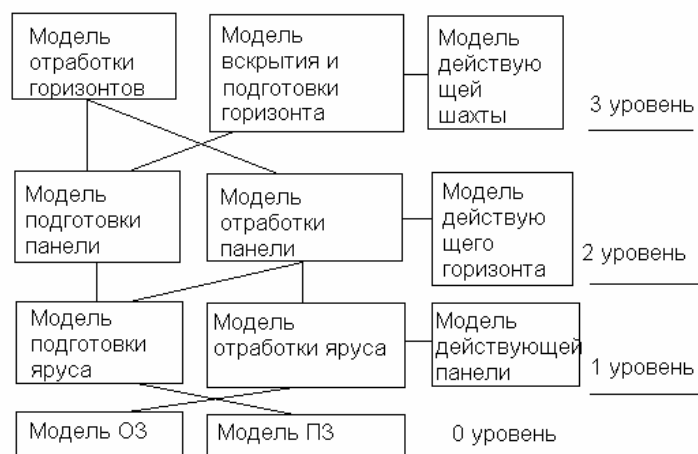 Модель
отработки
горизонтов
Модель
вскрытия и
подготовки
горизонта
Модель
действую
щей
шахты
3 уровень
Модель
подготовки
панели
Модель
отработки
панели
Модель
действую
щего
горизонта
2 уровень
Модель
подготовки
яруса
Модель
отработки яруса
Модель
действующей
панели
1 уровень
Модель ОЗ
Модель ПЗ
0 уровень